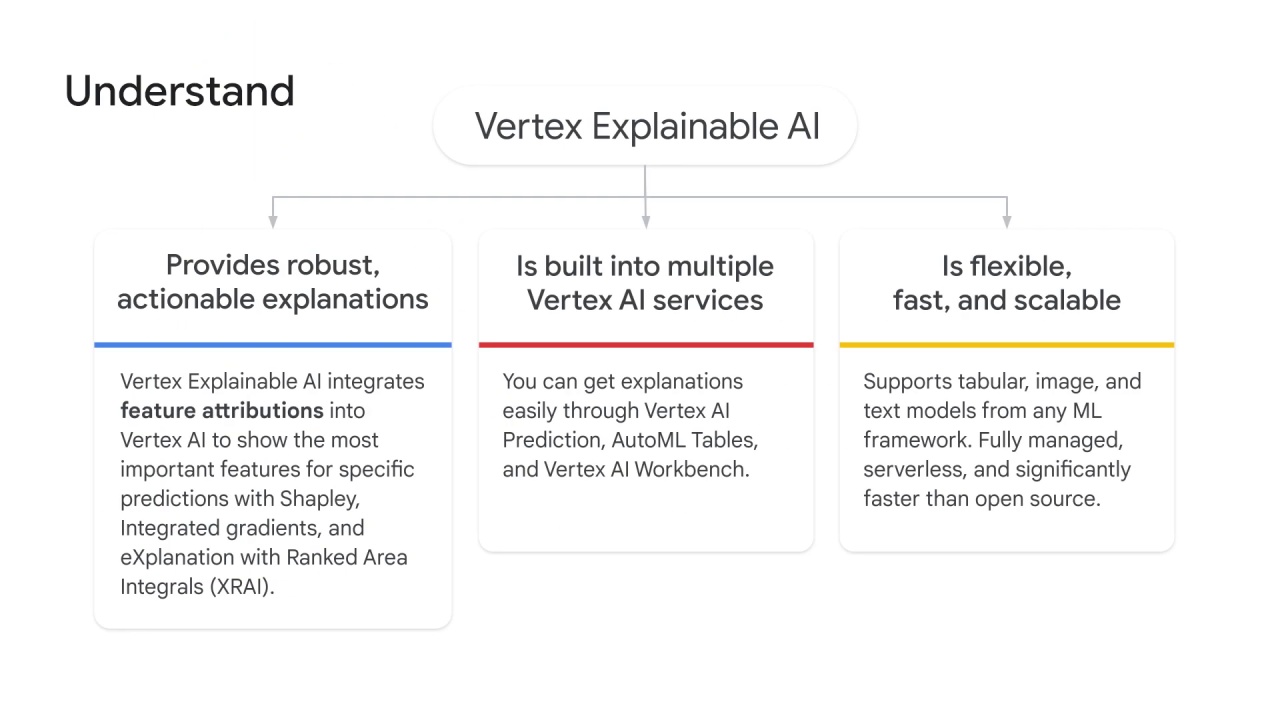 Understand
Vertex Explainable AI
Provides robust,
actionable explanations
Vertex Explainable AI integrates
feature attributions into
Vertex AI to show the most
important features for specific
predictions with Shapley,
Integrated gradients, and
eXplanation with Ranked Area
Integrals (XRAI).
Is built into multiple
Vertex AI services
You can get explanations
easily through Vertex AI
Prediction, AutoML Tables,
and Vertex AI Workbench.
Is flexible,
fast, and scalable
Supports tabular, image, and
text models from any ML
framework. Fully managed,
serverless, and significantly
faster than open source.